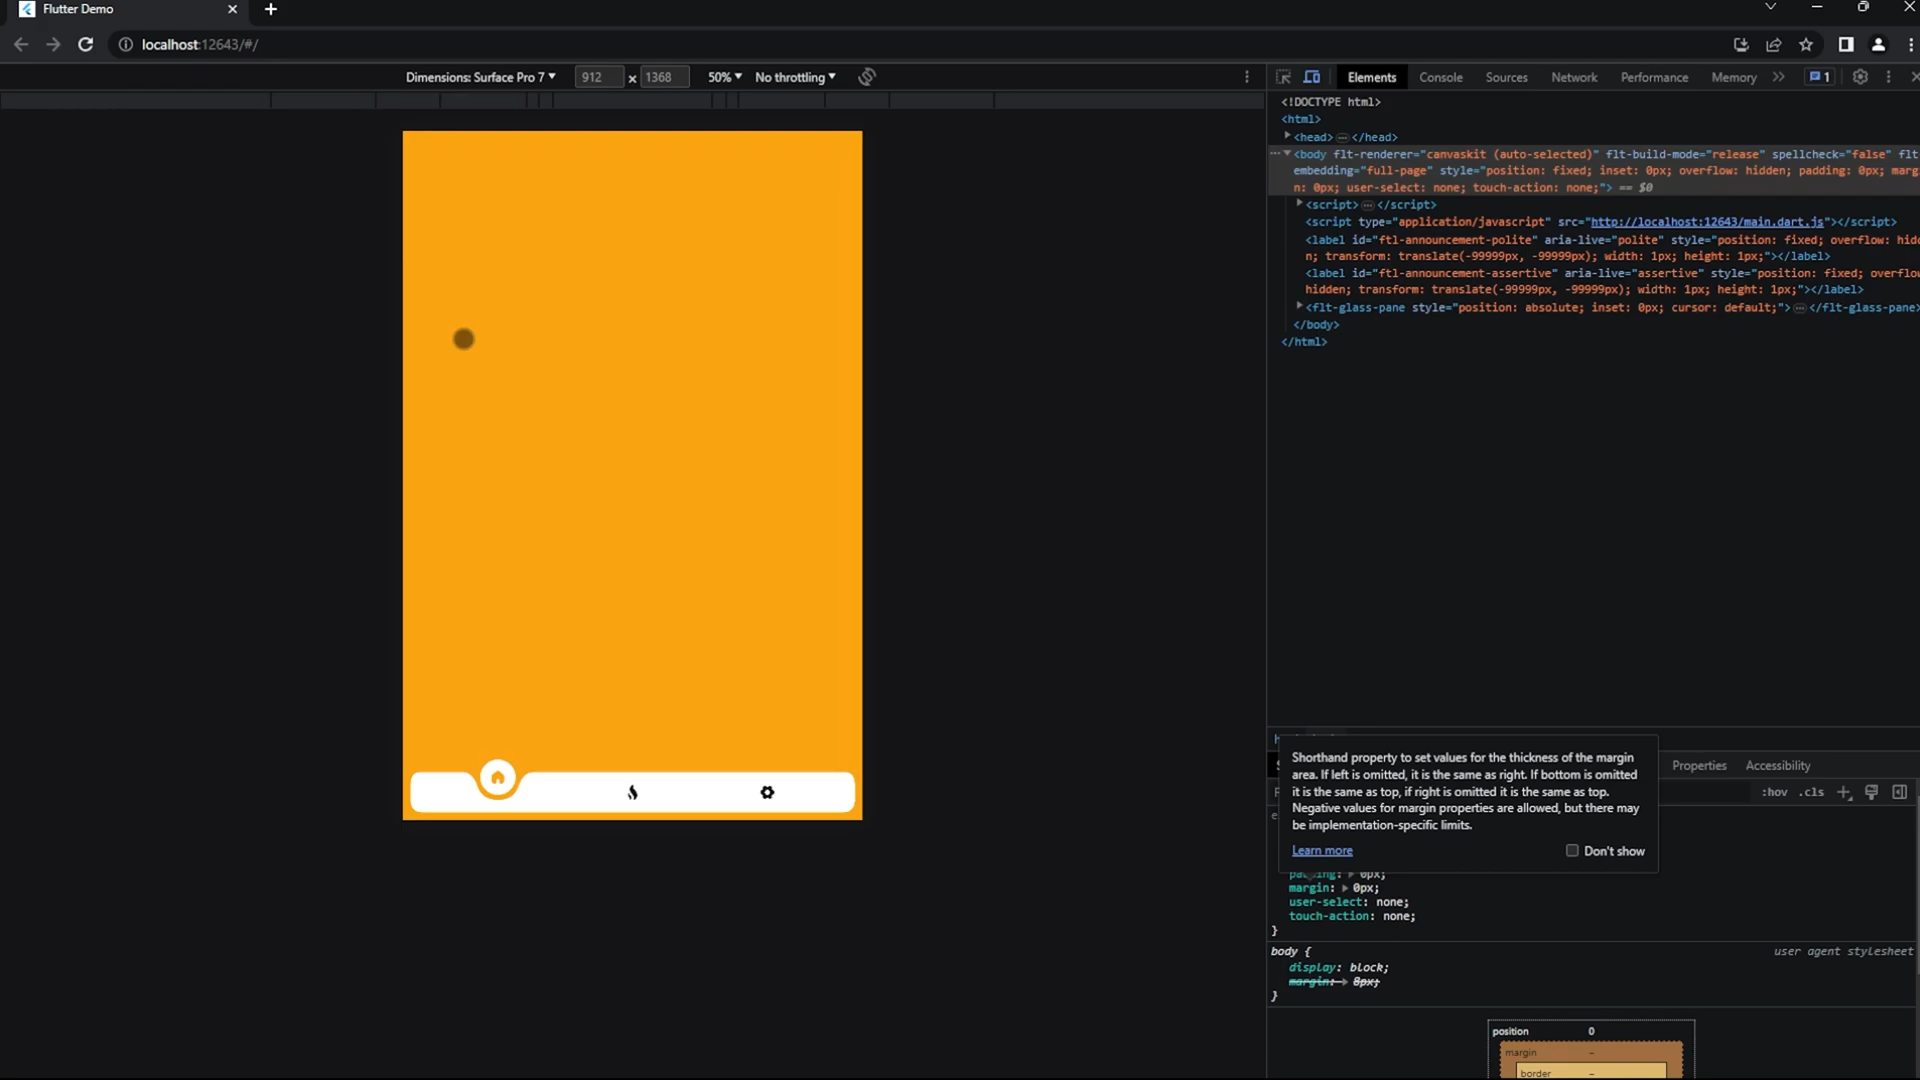 Flutter Demo
localhost:12643/#/
Dimensions: Surface Pro 7
912 x 1368
50%
No throttling
Elements
Console
Sources
Network
Performance
Memory
1
<!DOCTYPE html>
<html>
<head> … </head>
<body flt-renderer="canvaskit (auto-selected)" flt-build-mode="release" spellcheck="false" flt
embedding="full-page" style="position: fixed; inset: 0px; overflow: hidden; padding: 0px; marg
n: 0px; user-select: none; touch-action: none;"> == $0
<script> … </script>
<script type="application/javascript" src="http://localhost:12643/main.dart.js"></script>
<label id="ftl-announcement-polite" aria-live="polite" style="position: fixed; overflow: hid
n; transform: translate(-99999px, -99999px); width: 1px; height: 1px;"></label>
<label id="ftl-announcement-assertive" aria-live="assertive" style="position: fixed; overflow
hidden; transform: translate(-99999px, -99999px); width: 1px; height: 1px;"></label>
<flt-glass-pane style="position: absolute; inset: 0px; cursor: default;"> … </flt-glass-pane>
</body>
</html>
Shorthand property to set values for the thickness of the margin
area. If left is omitted, it is the same as right. If bottom is omitted
it is the same as top, if right is omitted it is the same as top.
Negative values for margin properties are allowed, but there may
be implementation-specific limits.
Learn more
Don't show
Properties
Accessibility
:hov .cls
padding: 0px;
margin: 0px;
user-select: none;
touch-action: none;
}
body {
user agent stylesheet
display: block;
margin: 8px;
}
position 0
margin -
border -